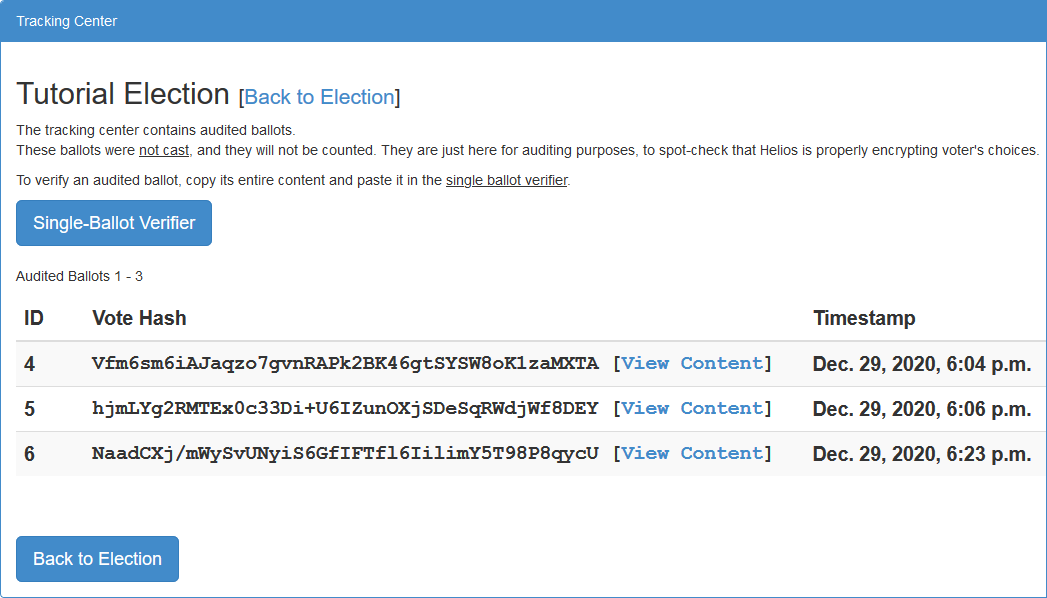 Tracking Center
Tutorial Election [Back to Election]
The tracking center contains audited ballots.
These ballots were not cast, and they will not be counted. They are just here for auditing purposes, to spot-check that Helios is properly encrypting voter's choices.
To verify an audited ballot, copy its entire content and paste it in the single ballot verifier.
Single-Ballot Verifier
Audited Ballots 1 - 3
ID Vote Hash Timestamp
4 Vfm6sm6iAJaqzo7gvnRAPk2BK46gtSYSW8oK1zaMXTA [View Content] Dec. 29, 2020, 6:04 p.m.
5 hjmLYg2RMTEx0c33Di+U6IZunOXjSDeSqRWdjWf8DEY [View Content] Dec. 29, 2020, 6:06 p.m.
6 NaadCXj/mWySvUNyiS6GfIFTfl6IilimY5T98P8qycU [View Content] Dec. 29, 2020, 6:23 p.m.
Back to Election